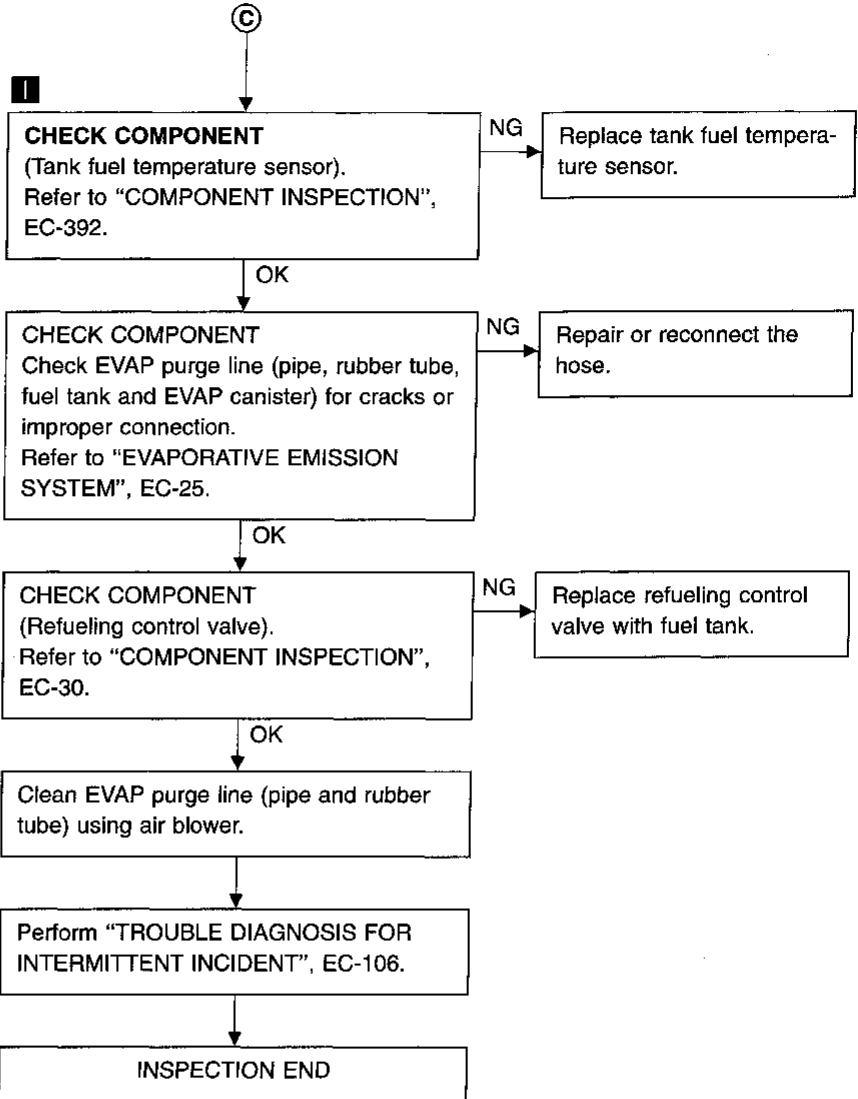 C
I
CHECK COMPONENT
(Tank fuel temperature sensor).
Refer to “COMPONENT INSPECTION”,
EC-392.
NG
Replace tank fuel tempera-
ture sensor.
OK
CHECK COMPONENT
Check EVAP purge line (pipe, rubber tube,
fuel tank and EVAP canister) for cracks or
improper connection.
Refer to “EVAPORATIVE EMISSION
SYSTEM”, EC-25.
NG
Repair or reconnect the
hose.
OK
CHECK COMPONENT
(Refueling control valve).
Refer to “COMPONENT INSPECTION”,
EC-30.
NG
Replace refueling control
valve with fuel tank.
OK
Clean EVAP purge line (pipe and rubber
tube) using air blower.
Perform “TROUBLE DIAGNOSIS FOR
INTERMITTENT INCIDENT”, EC-106.
INSPECTION END